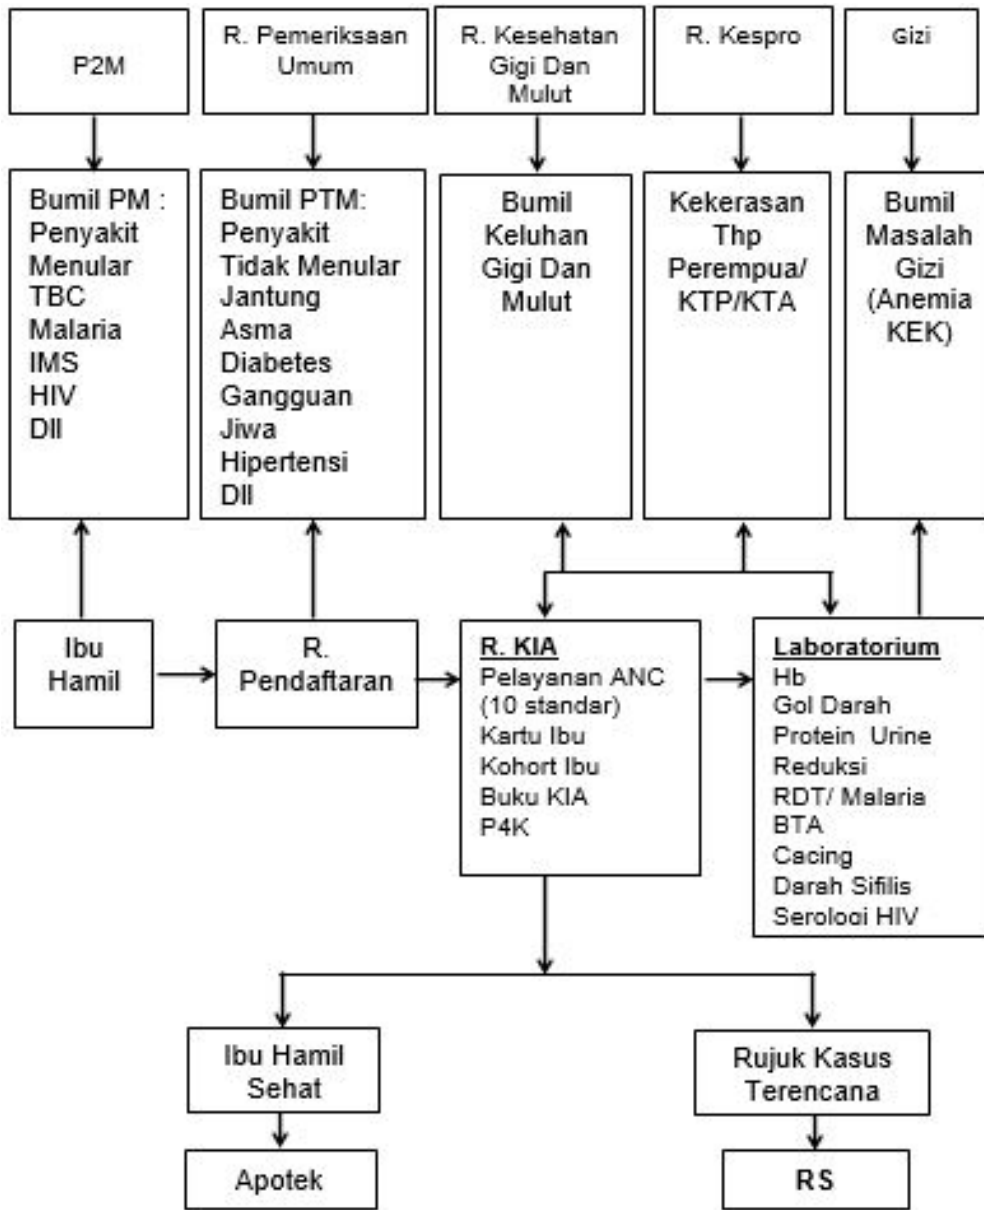 P2M
R. Pemeriksaan
Umum
R. Kesehatan
Gigi Dan
Mulut
R. Kespro
Gizi
Bumil PM :
Penyakit
Menular
TBC
Malaria
IMS
HIV
Dll
Bumil PTM:
Penyakit
Tidak Menular
Jantung
Asma
Diabetes
Gangguan
Jiwa
Hipertensi
Dll
Bumil
Keluhan
Gigi Dan
Mulut
Kekerasan
Thp
Perempua/
KTP/KTA
Bumil
Masalah
Gizi
(Anemia
KEK)
Ibu
Hamil
R.
Pendaftaran
R. KIA
Pelayanan ANC
(10 standar)
Kartu Ibu
Kohort Ibu
Buku KIA
P4K
Laboratorium
Hb
Gol Darah
Protein Urine
Reduksi
RDT/ Malaria
BTA
Cacing
Darah Sifilis
Serologi HIV
Ibu Hamil
Sehat
Rujuk Kasus
Terencana
Apotek
RS